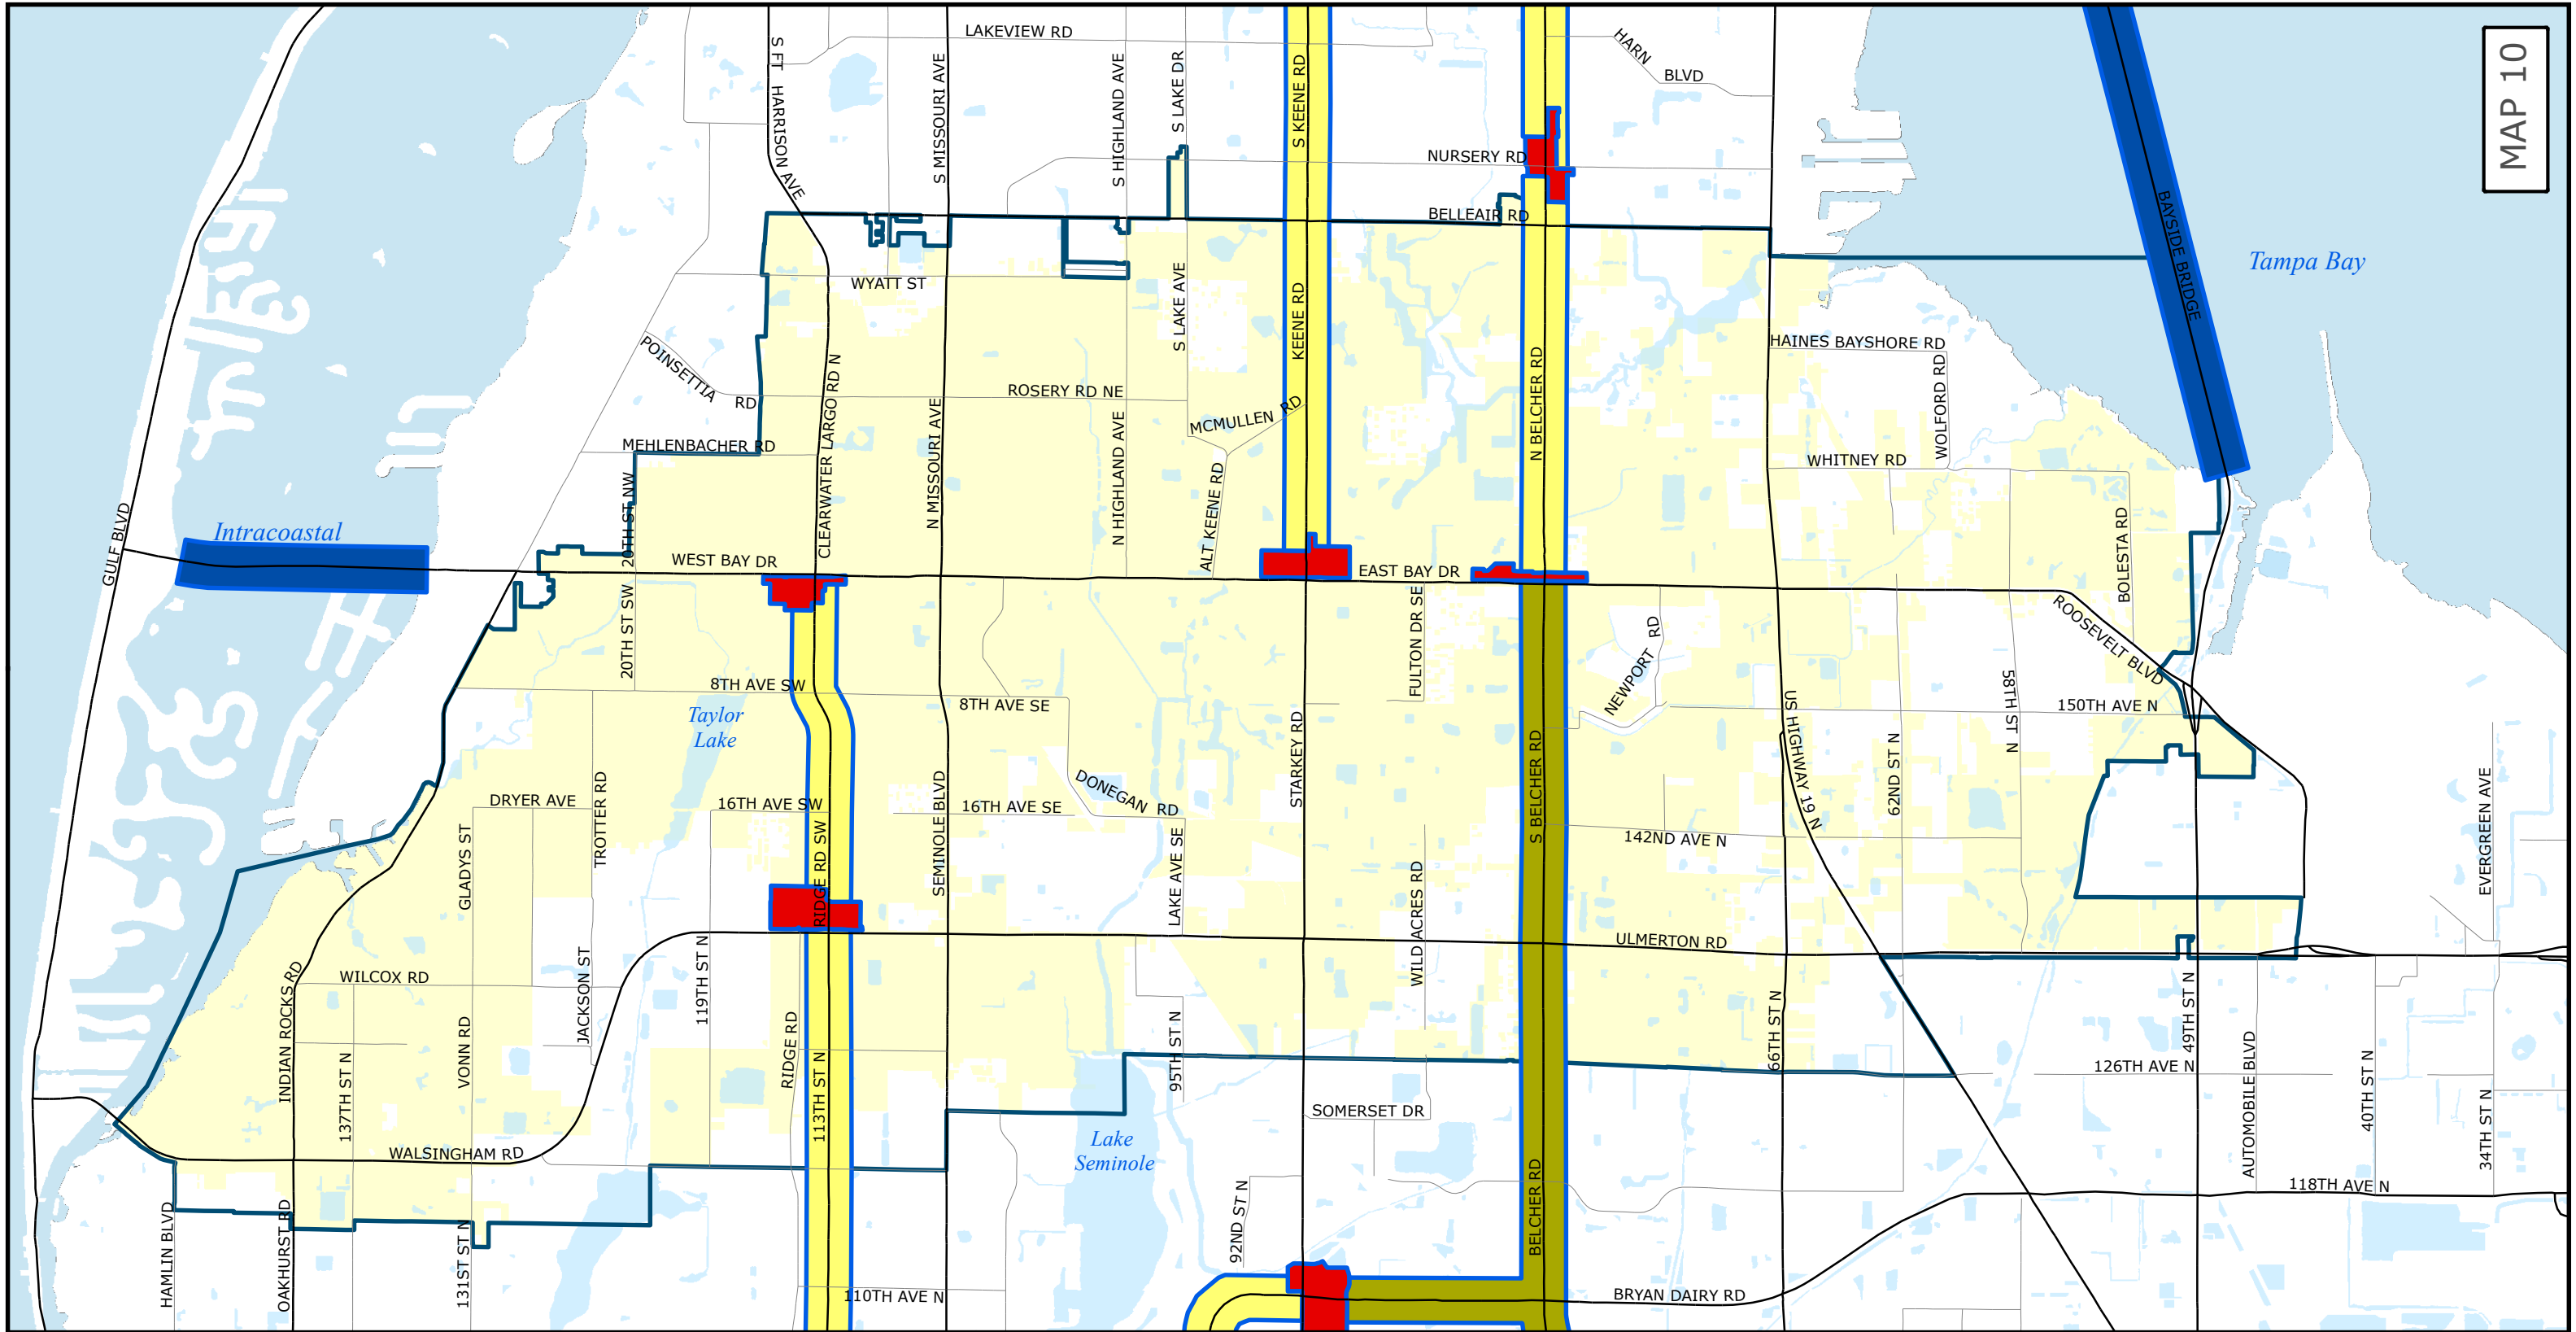 MAP 10
LAKEVIEW RD
HARN
BLVD
S FT HARRISON AVE
S MISSOURI AVE
S HIGHLAND AVE
S LAKE DR
S KEENE RD
NURSERY RD
BELLEAIR RD
BAYSIDE BRIDGE
Tampa Bay
WYATT ST
S LAKE AVE
KEENE RD
POINSETTIA
RD
ROSERY RD NE
MCMULLEN RD
HAINES BAYSHORE RD
WOLFORD RD
N BELCHER RD
MEHLENBACHER RD
CLEARWATER LARGO RD N
N MISSOURI AVE
N HIGHLAND AVE
ALT KEENE RD
WHITNEY RD
GULF BLVD
Intracoastal
20TH ST NW
WEST BAY DR
EAST BAY DR
BOLESTA RD
ROOSEVELT BLVD
20TH ST SW
FULTON DR SE
NEWPORT RD
8TH AVE SW
8TH AVE SE
Taylor
Lake
STARKEY RD
S BELCHER RD
US HIGHWAY 19 N
58TH ST N
150TH AVE N
62ND ST N
DRYER AVE
TROTTER RD
16TH AVE SW
16TH AVE SE
DONEGAN RD
142ND AVE N
EVERGREEN AVE
GLADYS ST
RIDGE RD SW
SEMINOLE BLVD
LAKE AVE SE
WILD ACRES RD
ULMERTON RD
WILCOX RD
INDIAN ROCKS RD
JACKSON ST
119TH ST N
VONN RD
137TH ST N
RIDGE RD
113TH ST N
95TH ST N
66TH ST N
49TH ST N
126TH AVE N
AUTOMOBILE BLVD
40TH ST N
34TH ST N
SOMERSET DR
Lake
Seminole
WALSINGHAM RD
118TH AVE N
HAMLIN BLVD
OAKHURST RD
131ST ST N
92ND ST N
BELCHER RD
110TH AVE N
BRYAN DAIRY RD